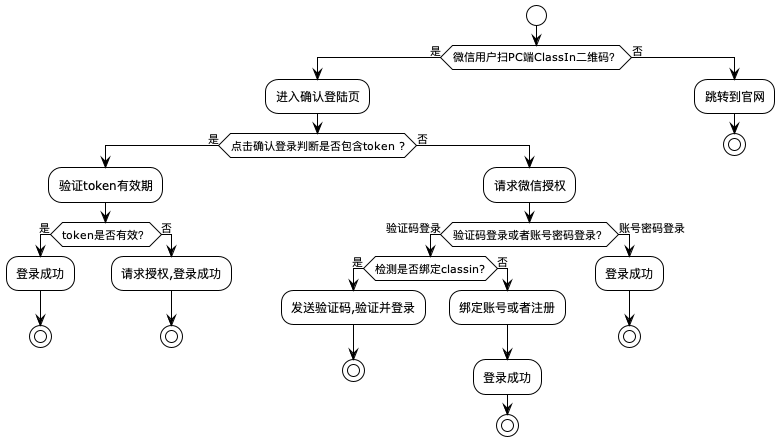 微信用户扫PC端ClassIn二维码?
是
否
进入确认登陆页
跳转到官网
点击确认登录判断是否包含token ?
是
否
验证token有效期
请求微信授权
token是否有效?
是
否
验证码登录或者账号密码登录?
验证码登录
账号密码登录
登录成功
请求授权,登录成功
检测是否绑定classin?
是
否
登录成功
发送验证码,验证并登录
绑定账号或者注册
登录成功